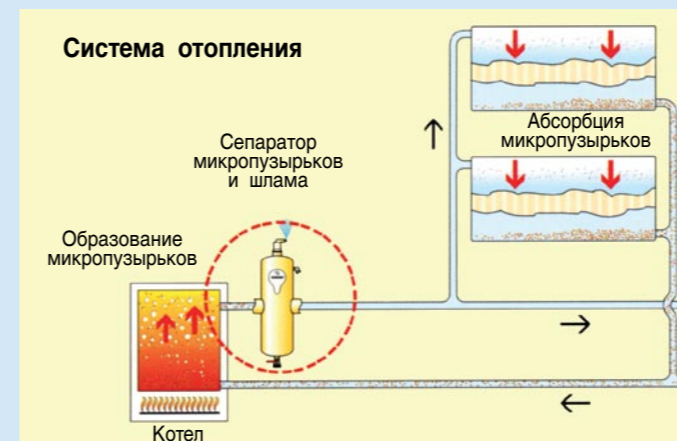 Система отопления
Абсорбция
микропузырьков
Сепаратор
микропузырьков
и шлама
Образование
микропузырьков
Котел